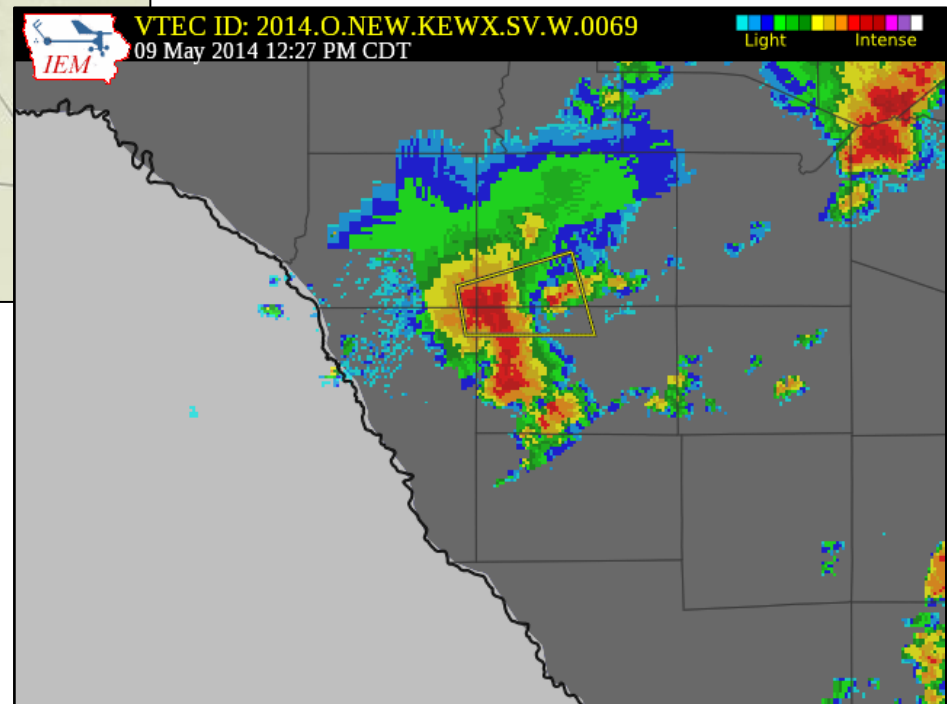 IEM
VTEC ID: 2014.O.NEW.KEWX.SV.W.0069
09 May 2014 12:27 PM CDT
Light Intense